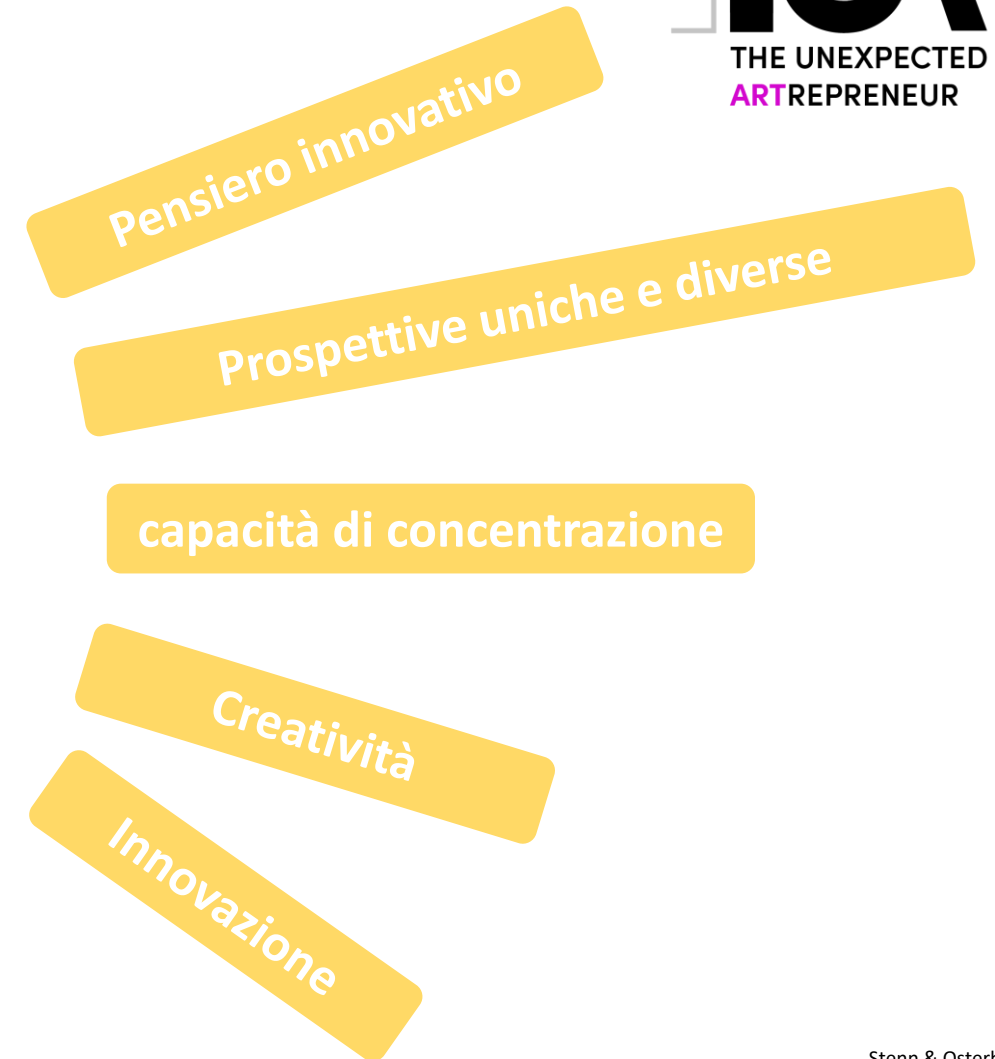 THE UNEXPECTED
ARTREPRENEUR
Pensiero innovativo
Prospettive uniche e diverse
capacità di concentrazione
Creatività
Innovazione